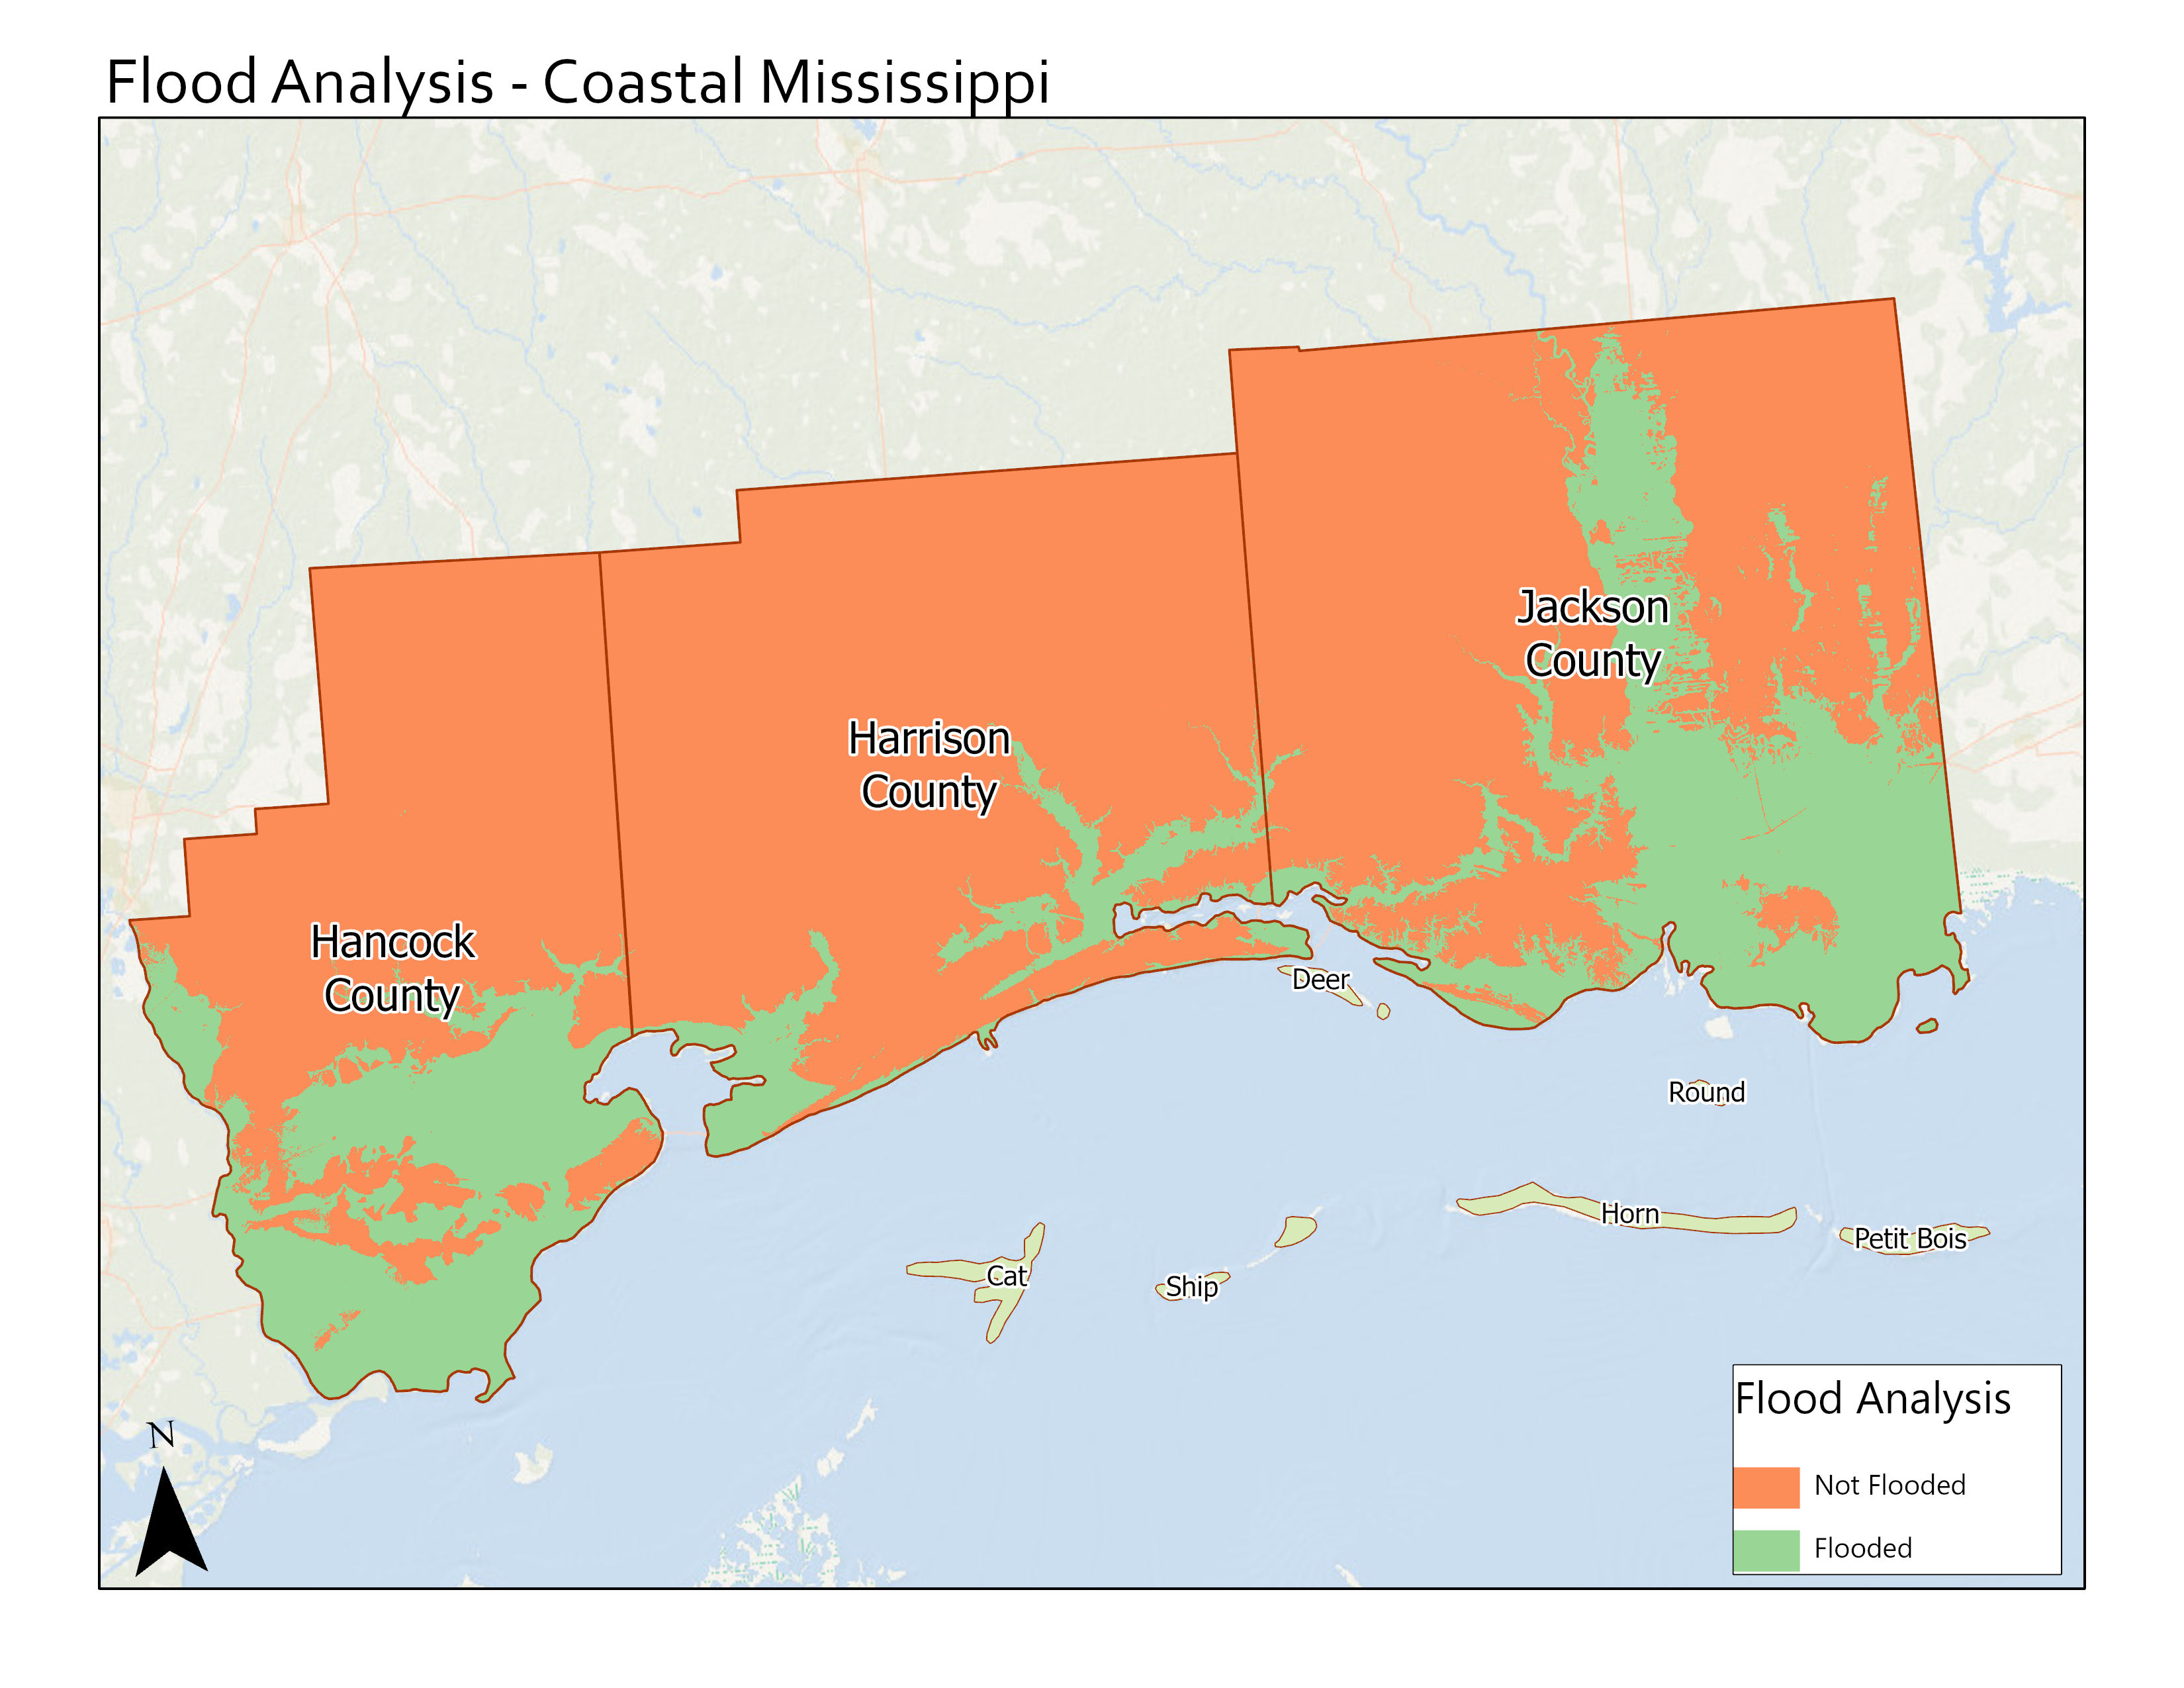 Flood Analysis - Coastal Mississippi
Jackson
County
Harrison
County
Hancock
County
Deer
Round
Horn
Petit Bois
Cat
Ship
Flood Analysis
Not Flooded
Flooded
N